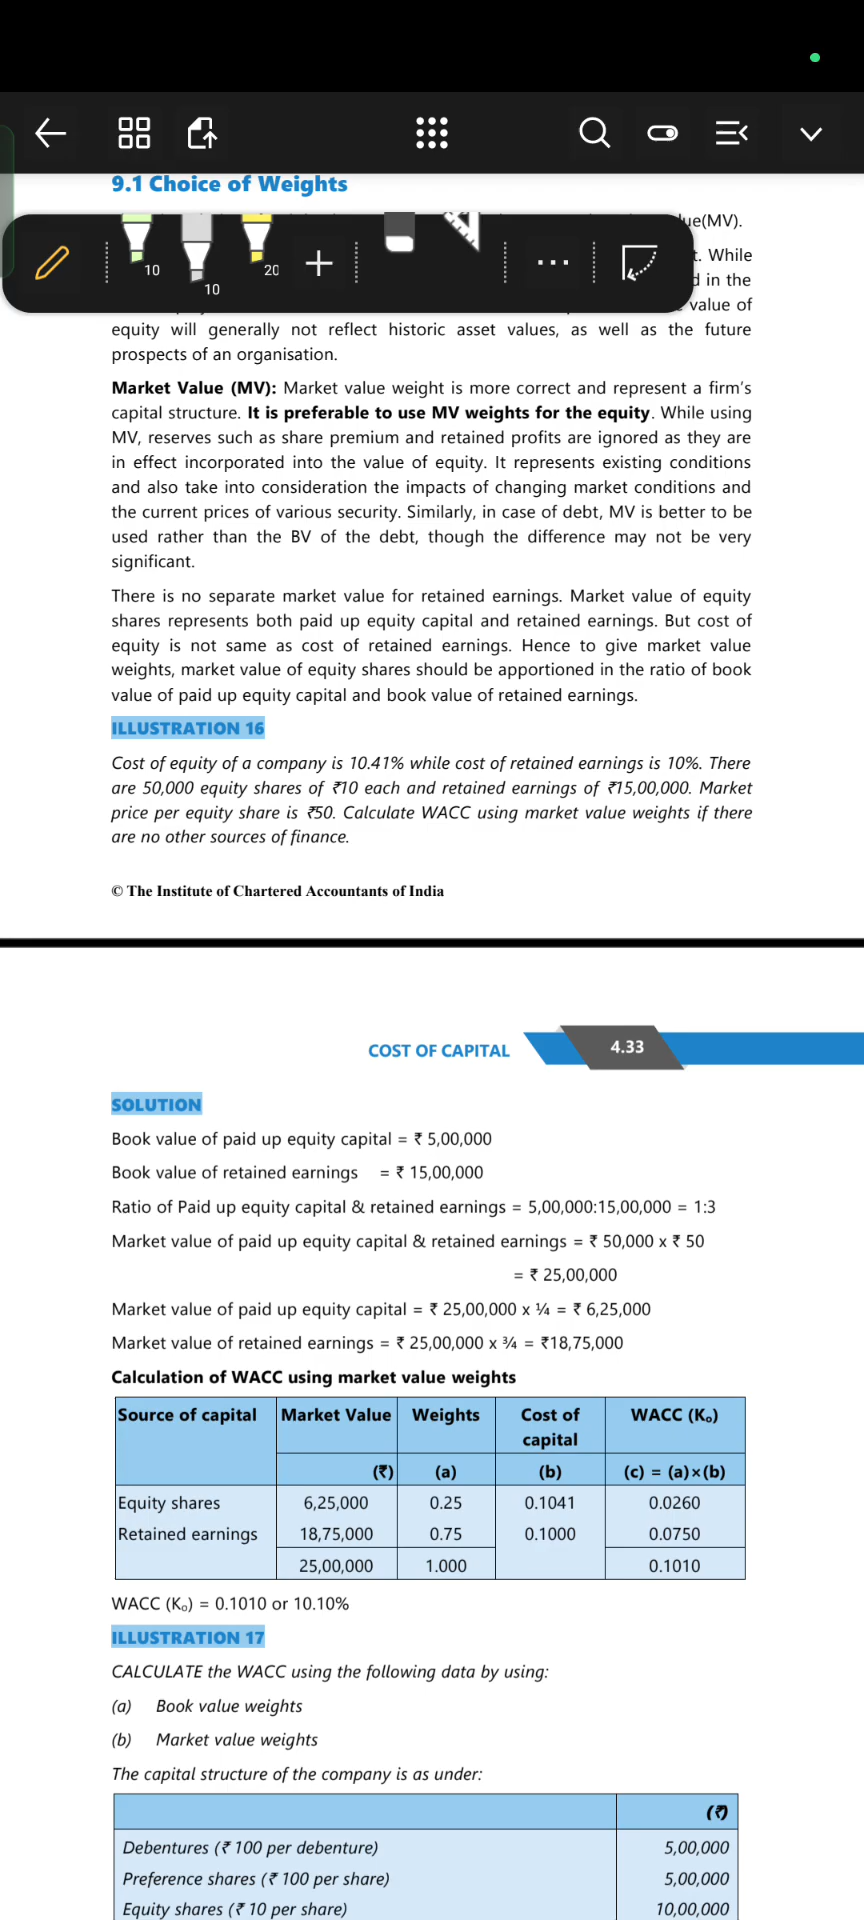 9.1 Choice of Weights
(MV).
While
in the
value of
10
10
20
equity will generally not reflect historic asset values, as well as the future
prospects of an organisation.
Market Value (MV): Market value weight is more correct and represent a firm's
capital structure. It is preferable to use MV weights for the equity. While using
MV, reserves such as share premium and retained profits are ignored as they are
in effect incorporated into the value of equity. It represents existing conditions
and also take into consideration the impacts of changing market conditions and
the current prices of various security. Similarly, in case of debt, MV is better to be
used rather than the BV of the debt, though the difference may not be very
significant.
There is no separate market value for retained earnings. Market value of equity
shares represents both paid up equity capital and retained earnings. But cost of
equity is not same as cost of retained earnings. Hence to give market value
weights, market value of equity shares should be apportioned in the ratio of book
value of paid up equity capital and book value of retained earnings.
ILLUSTRATION 16
Cost of equity of a company is 10.41% while cost of retained earnings is 10%. There
are 50,000 equity shares of ₹10 each and retained earnings of ₹15,00,000. Market
price per equity share is ₹50. Calculate WACC using market value weights if there
are no other sources of finance.
© The Institute of Chartered Accountants of India
COST OF CAPITAL 4.33
SOLUTION
Book value of paid up equity capital = ₹ 5,00,000
Book value of retained earnings = ₹ 15,00,000
Ratio of Paid up equity capital & retained earnings = 5,00,000:15,00,000 = 1:3
Market value of paid up equity capital & retained earnings = ₹ 50,000 x ₹ 50
= ₹ 25,00,000
Market value of paid up equity capital = ₹ 25,00,000 x ¼ = ₹ 6,25,000
Market value of retained earnings = ₹ 25,00,000 x ¾ = ₹18,75,000
Calculation of WACC using market value weights
Source of capital Market Value Weights Cost of capital WACC (Kₒ)
(₹) (a) (b) (c) = (a)×(b)
Equity shares 6,25,000 0.25 0.1041 0.0260
Retained earnings 18,75,000 0.75 0.1000 0.0750
25,00,000 1.000 0.1010
WACC (Kₒ) = 0.1010 or 10.10%
ILLUSTRATION 17
CALCULATE the WACC using the following data by using:
(a) Book value weights
(b) Market value weights
The capital structure of the company is as under:
(₹)
Debentures (₹ 100 per debenture) 5,00,000
Preference shares (₹ 100 per share) 5,00,000
Equity shares (₹ 10 per share) 10,00,000